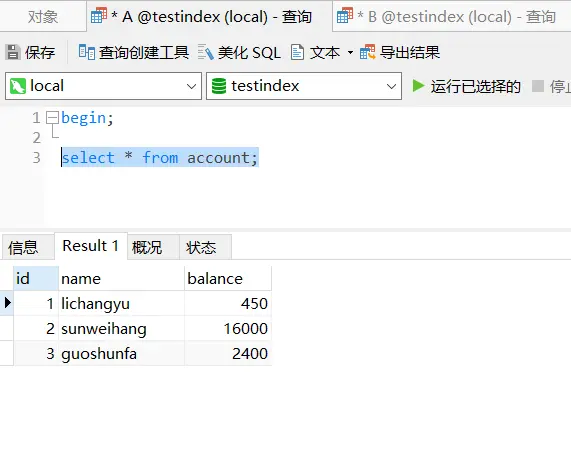 对象 * A @testindex (local) - 查询 * B @testindex (local) - 查询
保存 查询创建工具 美化 SQL 文本 导出结果
local testindex 运行已选择的
1 begin;
2
3 select * from account;
信息 Result 1 概况 状态
id name balance
1 lichangyu 450
2 sunweihang 16000
3 guoshunfa 2400